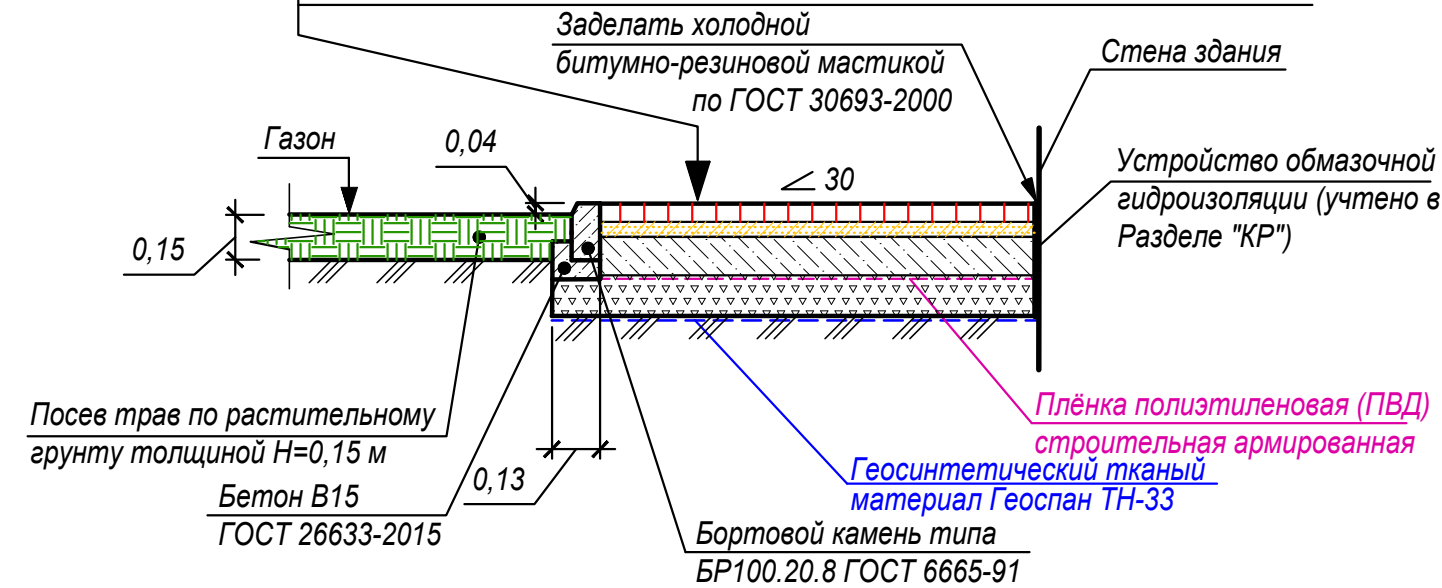 Заделать холодной
битумно-резиновой мастикой
по ГОСТ 30693-2000
Стена здания
Газон
0,04
30
Устройство обмазочной
гидроизоляции (учтено в
Разделе "КР")
0,15
Посев трав по растительному
грунту толщиной Н=0,15 м
Плёнка полиэтиленовая (ПВД)
строительная армированная
0,13
Геосинтетический тканый
материал Геоспан ТН-33
Бетон В15
ГОСТ 26633-2015
Бортовой камень типа
БР100.20.8 ГОСТ 6665-91